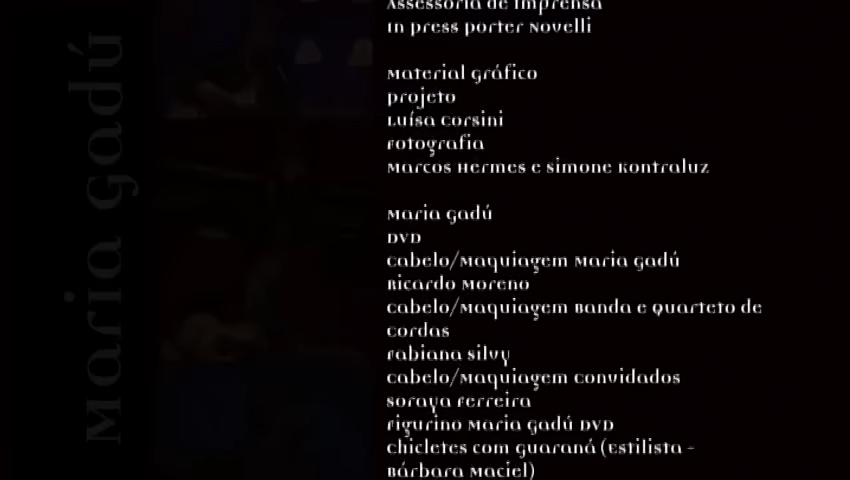 Maria Gadú
Assessoria de Imprensa
In press porter Novelli
Material Gráfico
Projeto
Luísa Corsini
Fotografia
Marcos Hermes e Simone Kontraluz
Maria Gadú
DVD
Cabelo/Maquiagem Maria Gadú
Ricardo Moreno
Cabelo/Maquiagem Banda e Quarteto de
Cordas
Fabiana Silvy
Cabelo/Maquiagem Convidados
Soraya Ferreira
Figurino Maria Gadú DVD
Chicletes com Guaraná (Estilista -
Bárbara Maciel)